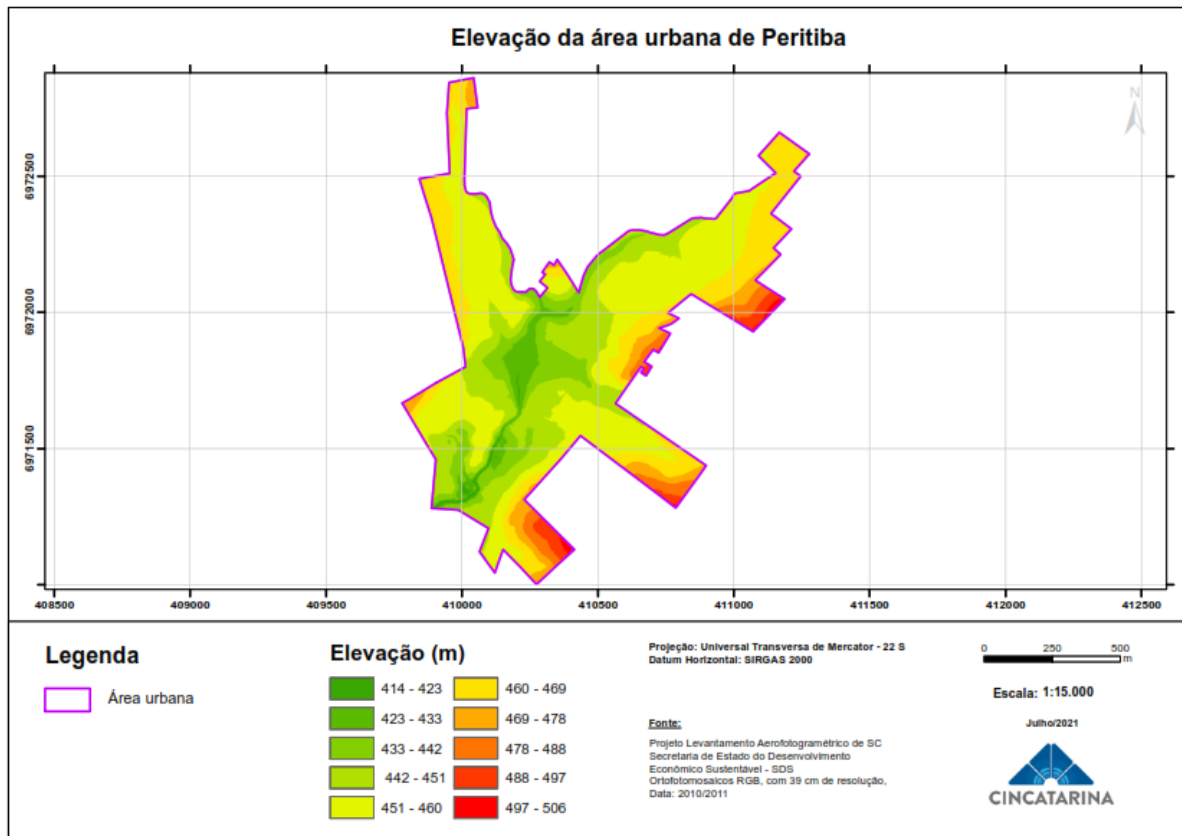 Elevação da área urbana de Peritiba
N
6972500
6972000
6971500
408500 409000 409500 410000 410500 411000 411500 412000 412500
Legenda
Área urbana
Elevação (m)
414 - 423
423 - 433
433 - 442
442 - 451
451 - 460
460 - 469
469 - 478
478 - 488
488 - 497
497 - 506
Projeção: Universal Transversa de Mercator - 22 S
Datum Horizontal: SIRGAS 2000
Fonte:
Projeto Levantamento Aerofotogramétrico de SC
Secretaria de Estado do Desenvolvimento
Econômico Sustentável - SDS
Ortofotomosaicos RGB, com 39 cm de resolução,
Data: 2010/2011
0 250 500
m
Escala: 1:15.000
Julho/2021
CINCATARINA